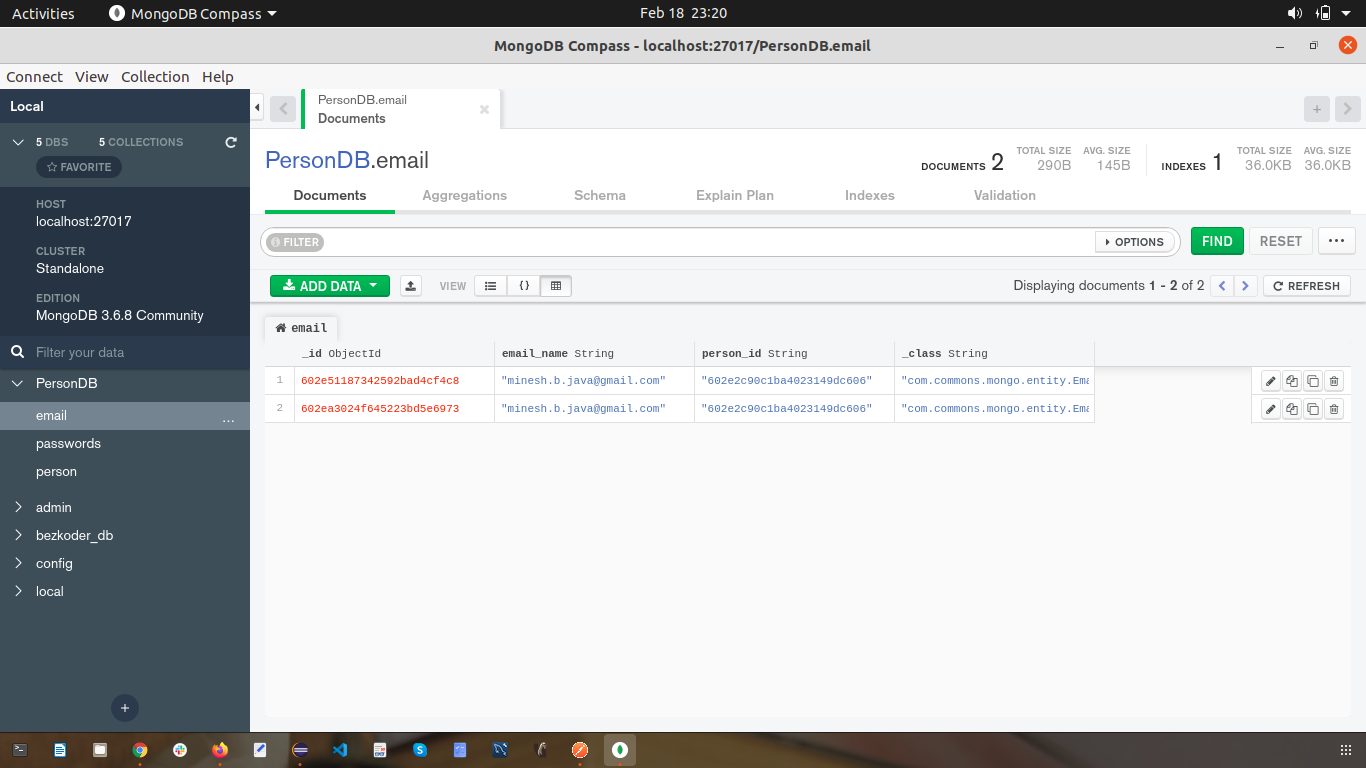 Activities
MongoDB Compass
Feb 18 23:20
MongoDB Compass - localhost:27017/PersonDB.email
Connect View Collection Help
Local
5 DBS 5 COLLECTIONS
FAVORITE
HOST
localhost:27017
CLUSTER
Standalone
EDITION
MongoDB 3.6.8 Community
Filter your data
PersonDB
email ...
passwords
person
admin
bezkoder_db
config
local
+
PersonDB.email
Documents
+
PersonDB.email
DOCUMENTS 2 TOTAL SIZE 290B AVG. SIZE 145B
INDEXES 1 TOTAL SIZE 36.0KB AVG. SIZE 36.0KB
Documents Aggregations Schema Explain Plan Indexes Validation
FILTER OPTIONS FIND RESET ...
ADD DATA VIEW {} Displaying documents 1 - 2 of 2 REFRESH
email
_id ObjectId email_name String person_id String _class String
1 602e51187342592bad4cf4c8 "minesh.b.java@gmail.com" "602e2c90c1ba4023149dc606" "com.commons.mongo.entity.Ema
2 602ea3024f645223bd5e6973 "minesh.b.java@gmail.com" "602e2c90c1ba4023149dc606" "com.commons.mongo.entity.Ema